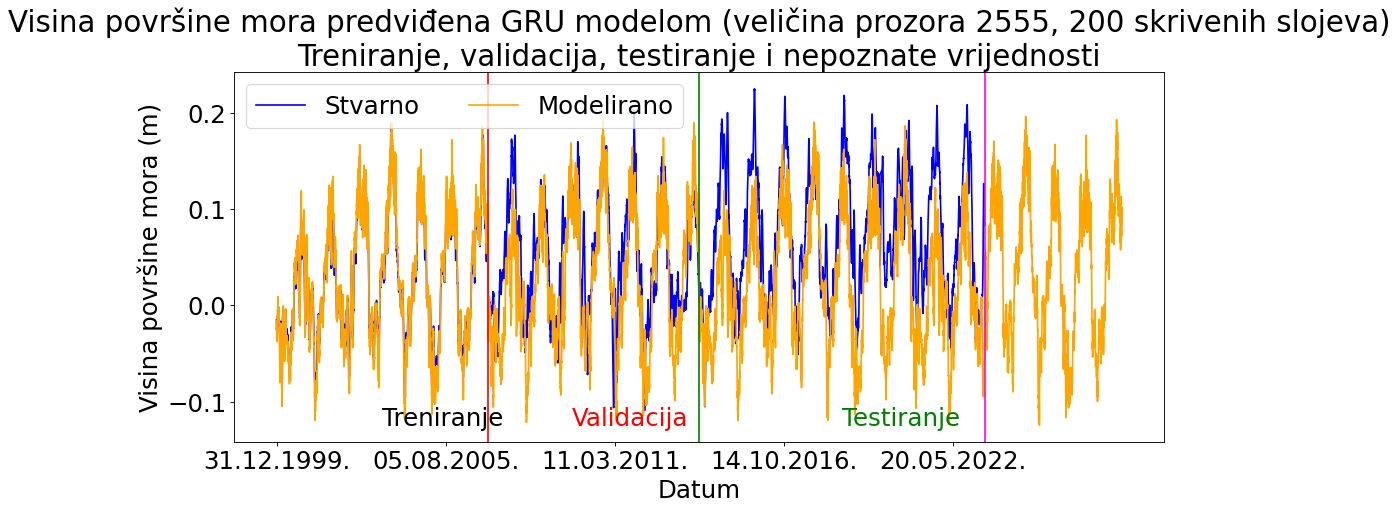 Visina površine mora predviđena GRU modelom (veličina prozora 2555, 200 skrivenih slojeva)
Treniranje, validacija, testiranje i nepoznate vrijednosti
Stvarno
Modelirano
Visina površine mora (m)
0.2
0.1
0.0
−0.1
Treniranje
Validacija
Testiranje
31.12.1999.
05.08.2005.
11.03.2011.
14.10.2016.
20.05.2022.
Datum